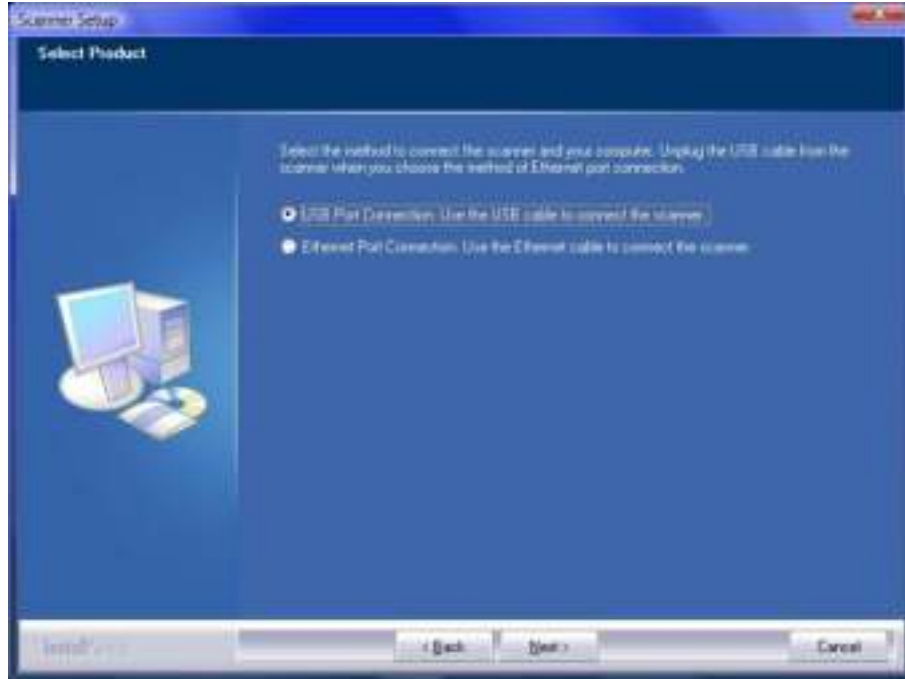 Scanner Setup
Select Product
Select the method to connect the scanner and your computer. Unplug the USB cable from the
scanner when you choose the method of Ethernet port connection.
USB Port Connection. Use the USB cable to connect the scanner.
Ethernet Port Connection. Use the Ethernet cable to connect the scanner.
< Back Next > Cancel